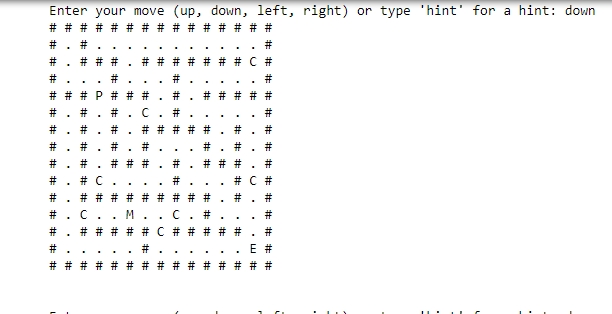 Enter your move (up, down, left, right) or type 'hint' for a hint: down
# # # # # # # # # # # # # # #
# . # . . . . . . . . . . . #
# . # # # . # # # # # # # C #
# . . . # . . . # . . . . . #
# # # P # # # . # . # # # # #
# . # . # . C . # . . . . . #
# . # . # . # # # # # . # . #
# . # . # . # . . . # . # . #
# . # . # # # . # . # # # . #
# . # C . . . . # . . . # C #
# . # # # # # # # # # . # . #
# . C . . M . . C . # . . . #
# . # # # # # C # # # # # . #
# . . . . . # . . . . . . E #
# # # # # # # # # # # # # # #